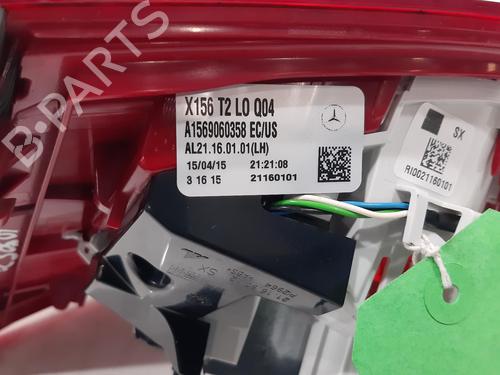 X156 T2 LO Q04
A1569060358 EC/US
AL21.16.01.01(LH)
15/04/15 21:21:08
3 16 15 21160101
SX
RI0021160101
SX
B-PARTS